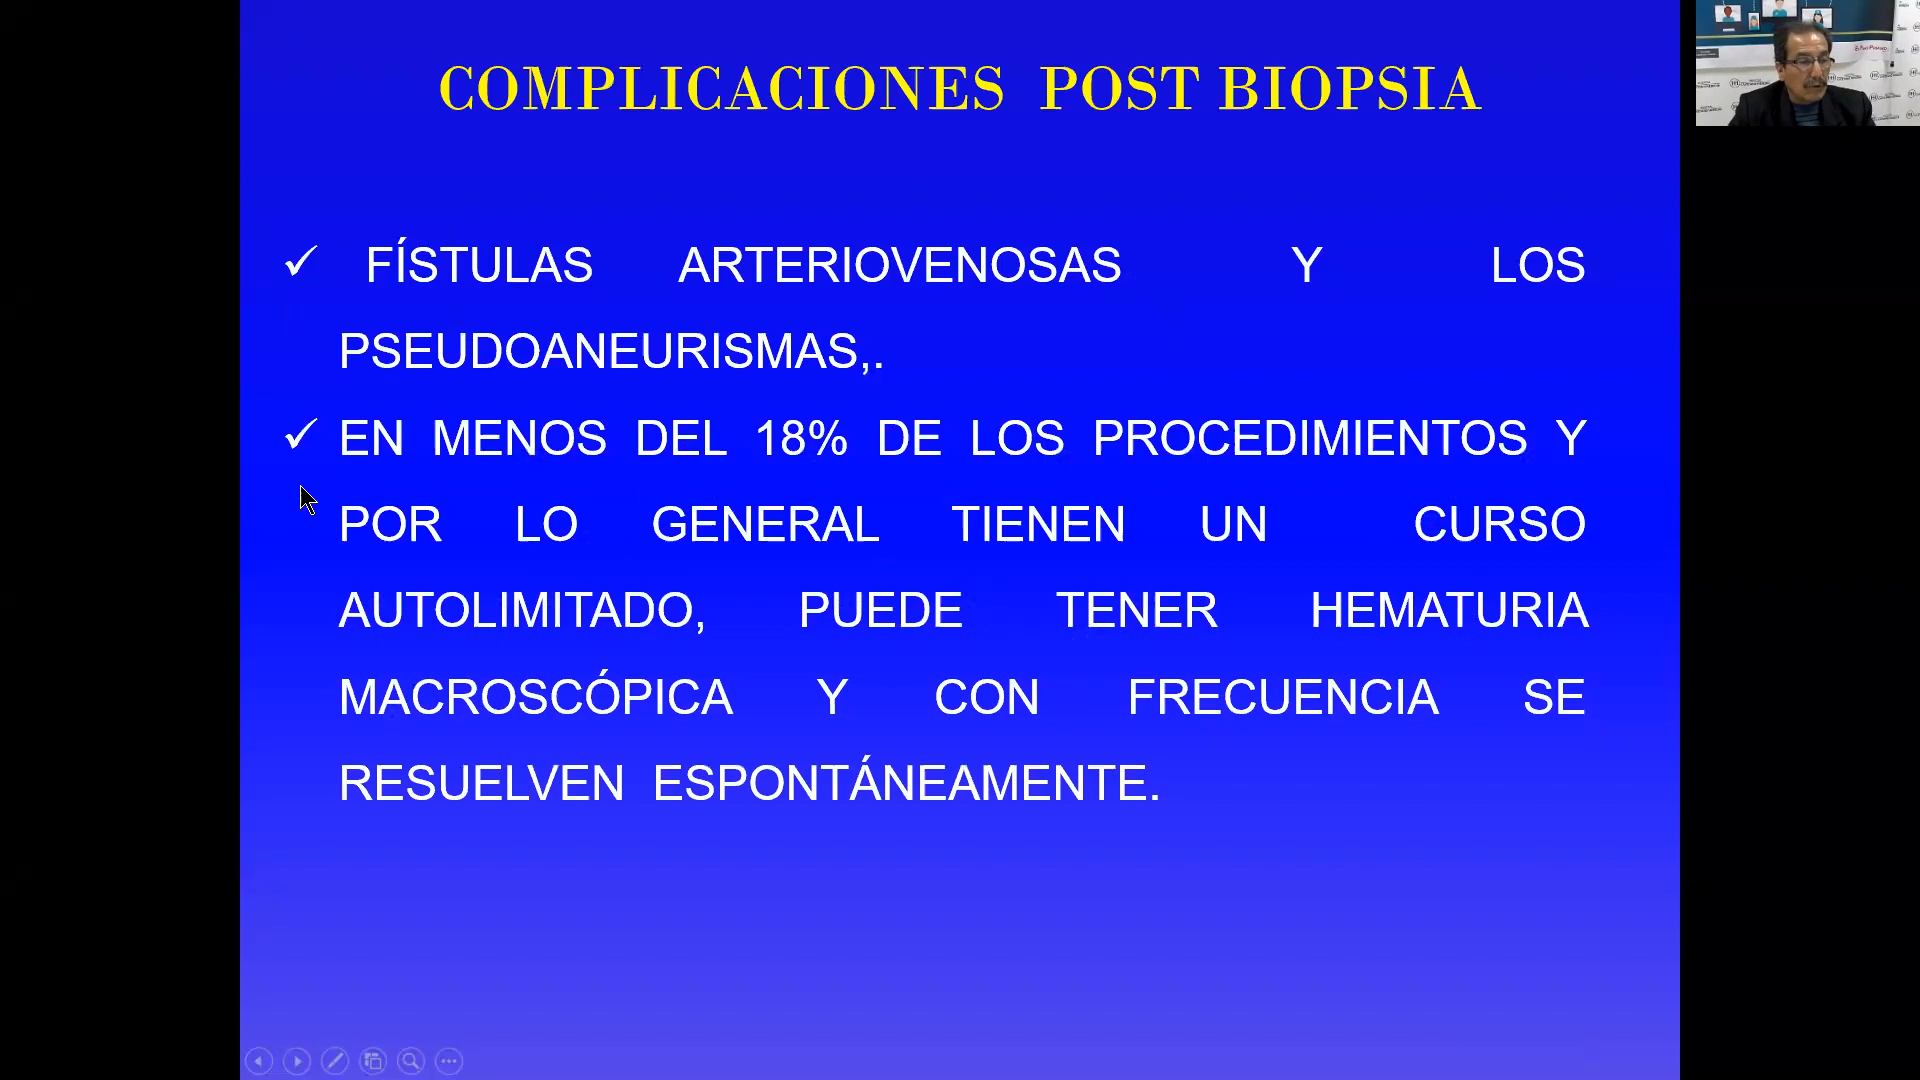 COMPLICACIONES POST BIOPSIA
✓ FÍSTULAS ARTERIOVENOSAS Y LOS
PSEUDOANEURISMAS,.
✓ EN MENOS DEL 18% DE LOS PROCEDIMIENTOS Y
POR LO GENERAL TIENEN UN CURSO
AUTOLIMITADO, PUEDE TENER HEMATURIA
MACROSCÓPICA Y CON FRECUENCIA SE
RESUELVEN ESPONTÁNEAMENTE.